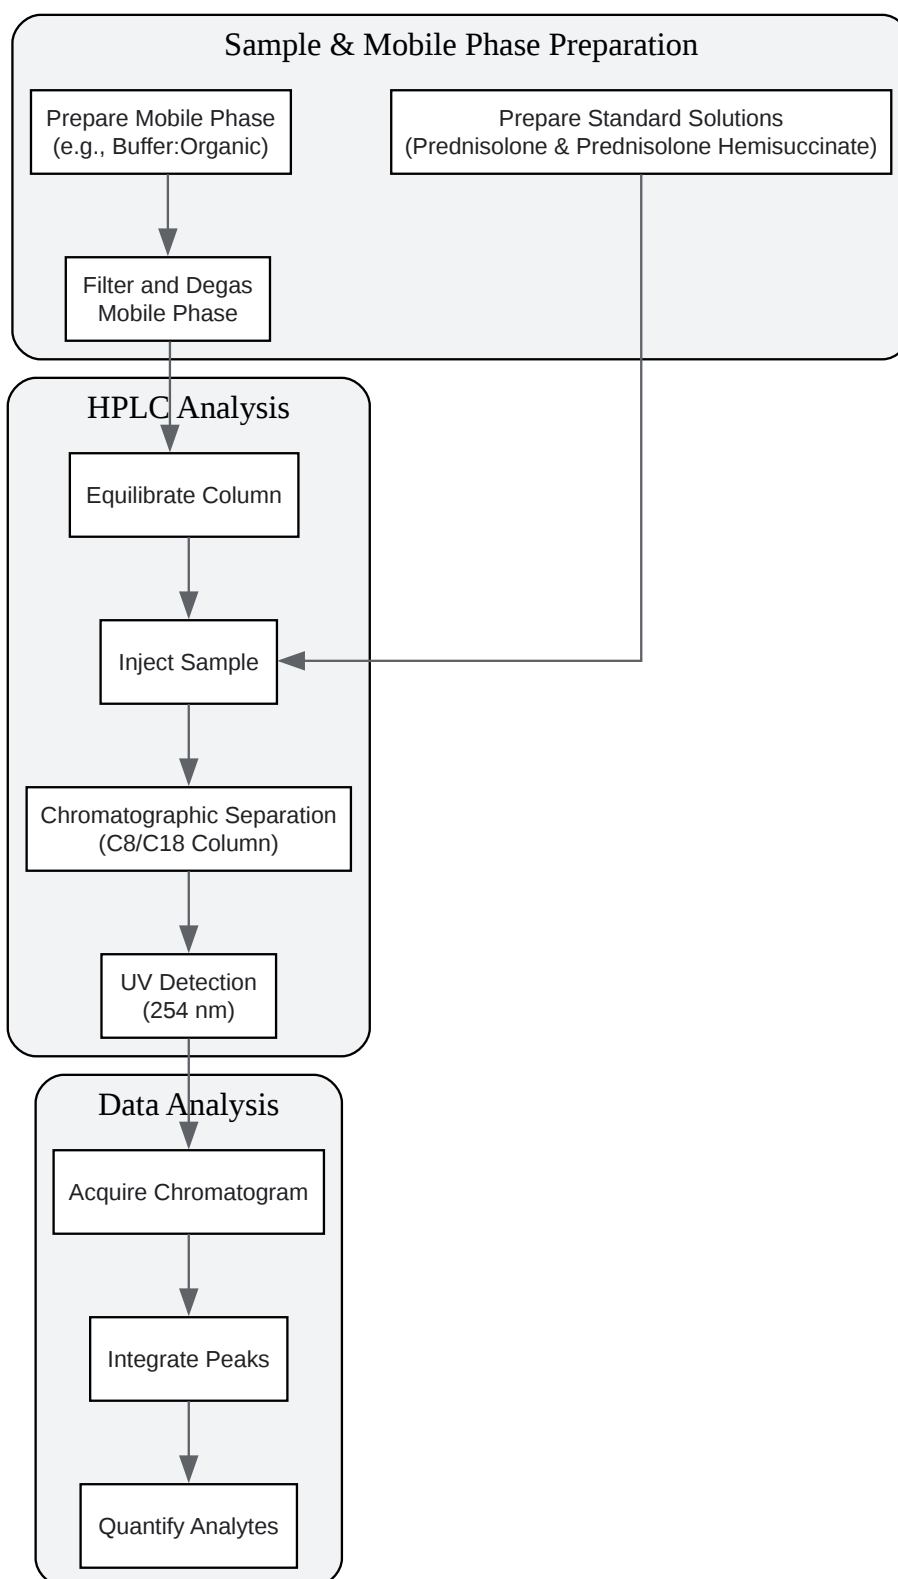 Sample & Mobile Phase Preparation
Prepare Mobile Phase
(e.g., Buffer:Organic)
Prepare Standard Solutions
(Prednisolone & Prednisolone Hemisuccinate)
Filter and Degas
Mobile Phase
HPLC Analysis
Equilibrate Column
Inject Sample
Chromatographic Separation
(C8/C18 Column)
UV Detection
(254 nm)
Data Analysis
Acquire Chromatogram
Integrate Peaks
Quantify Analytes